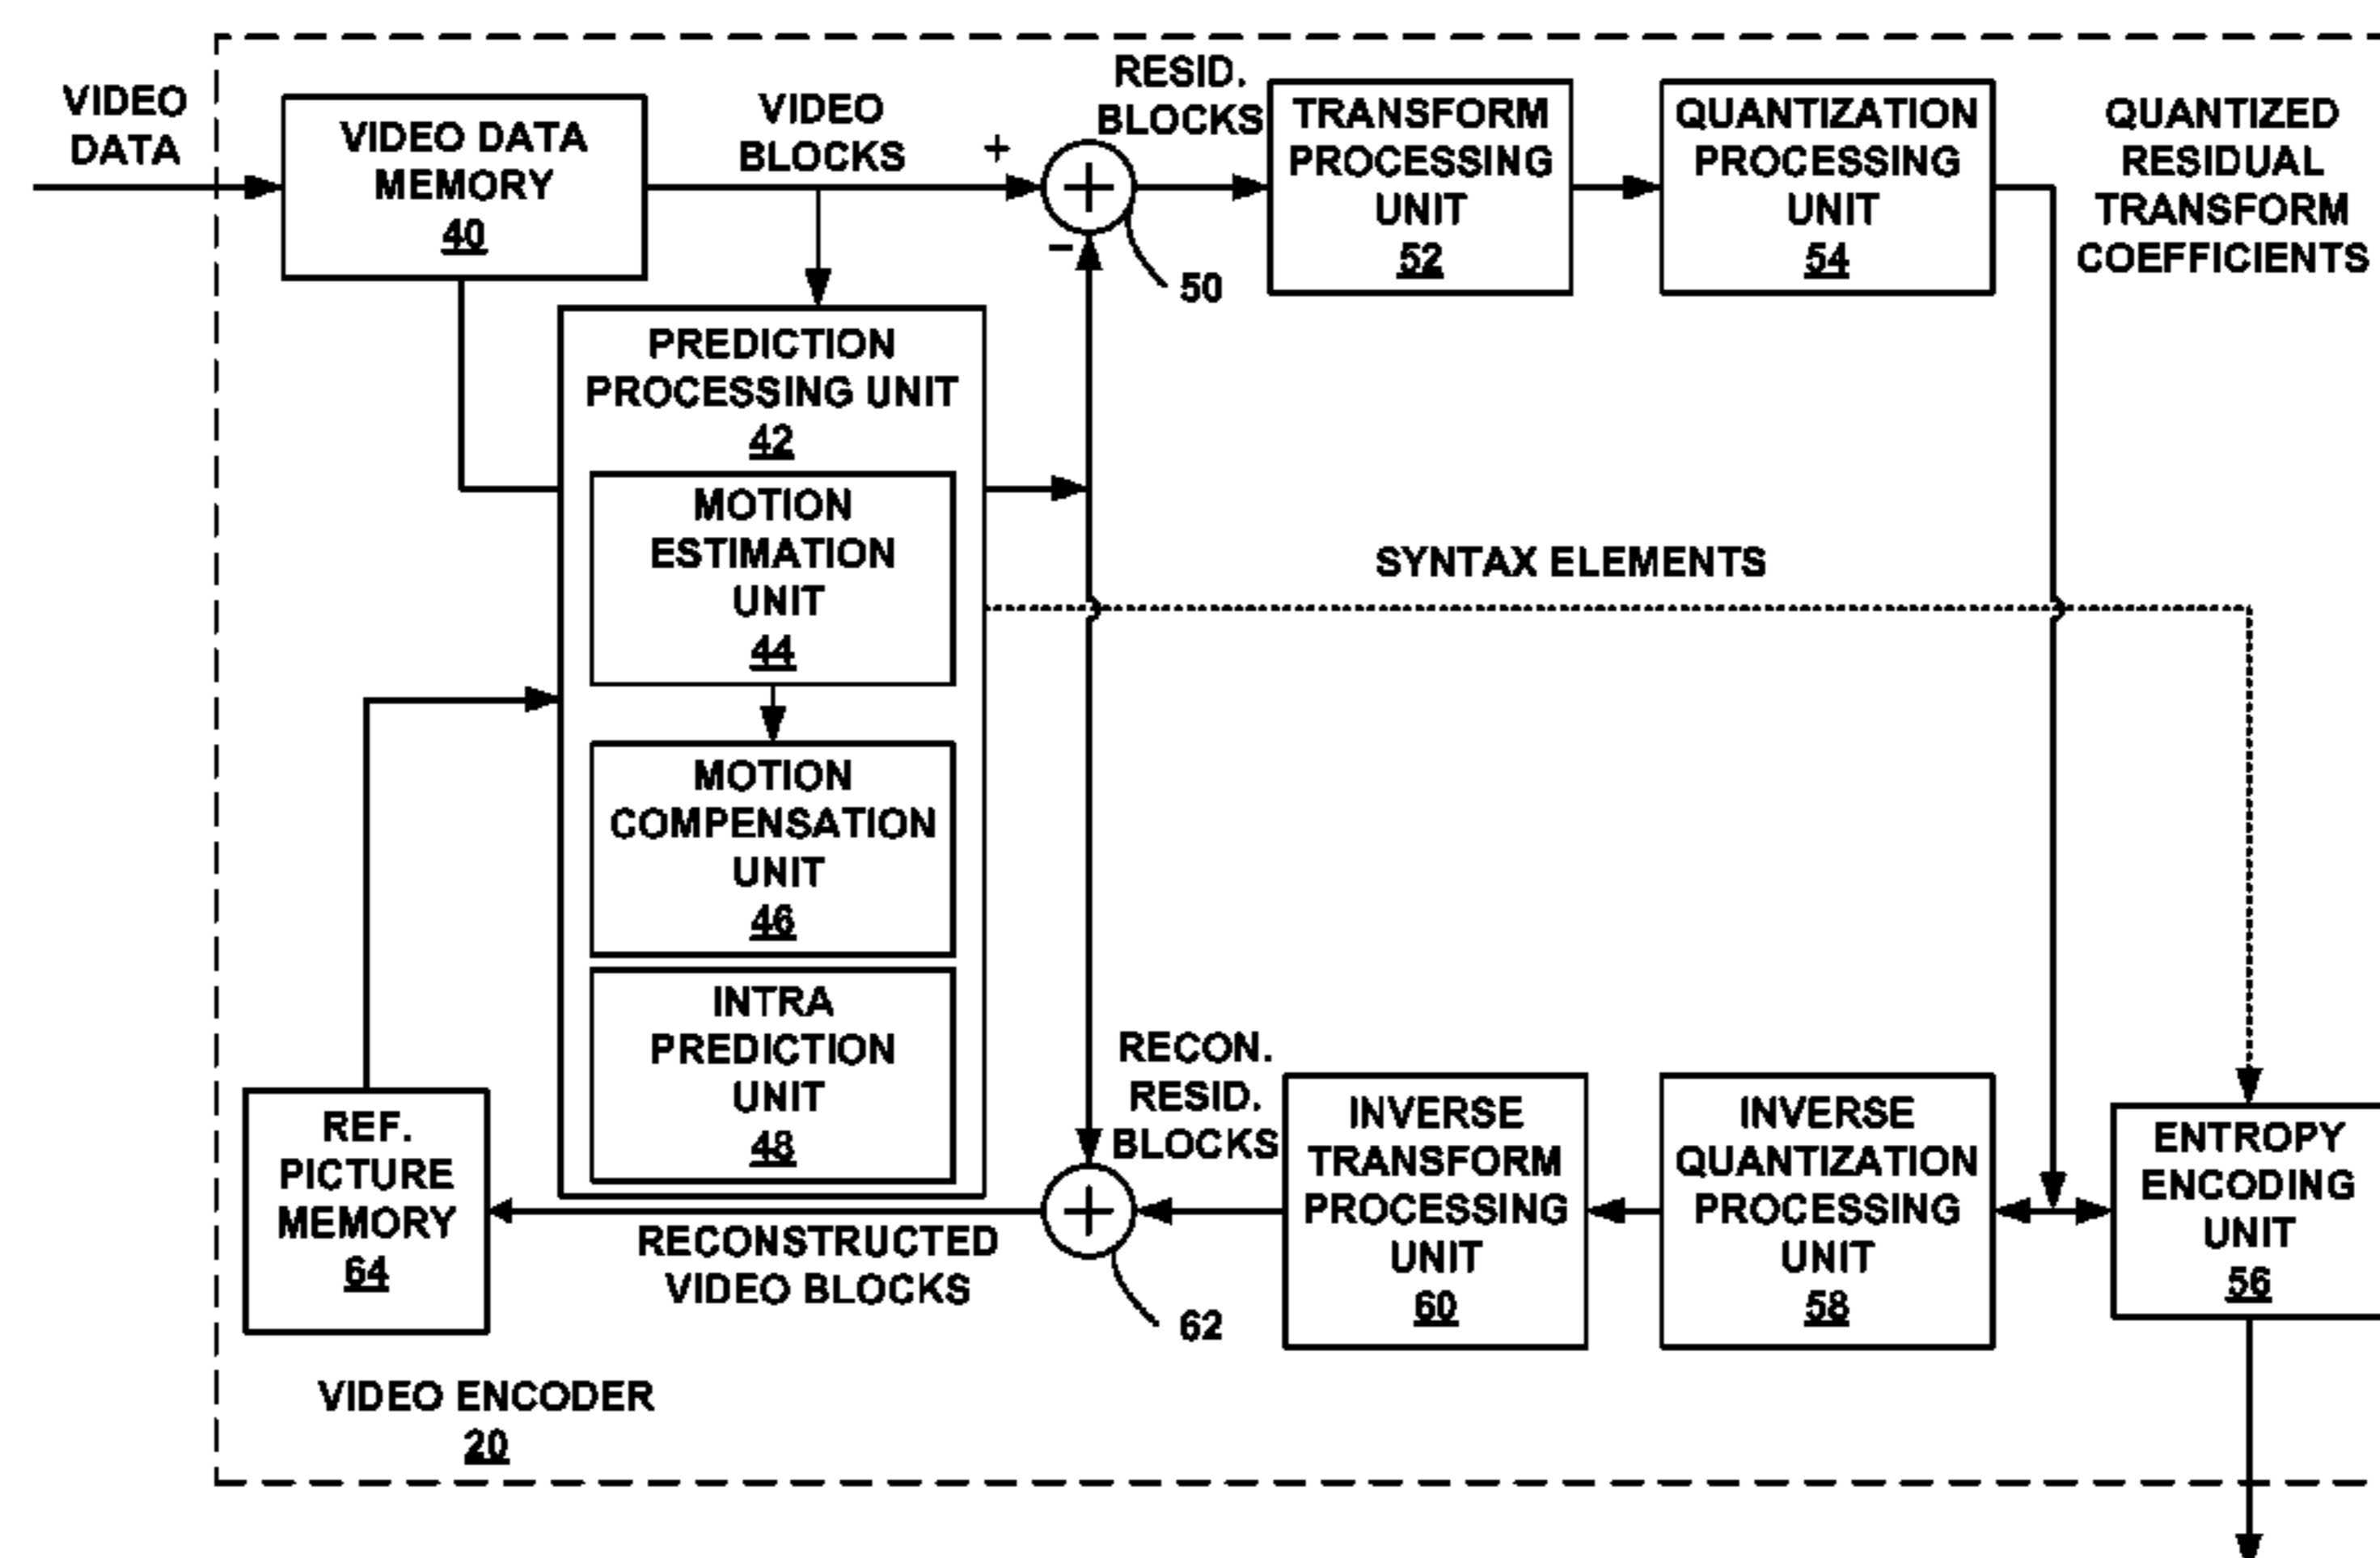 VIDEO
DATA
VIDEO DATA
MEMORY
40
VIDEO
BLOCKS
+
−
50
RESID.
BLOCKS
TRANSFORM
PROCESSING
UNIT
52
QUANTIZATION
PROCESSING
UNIT
54
QUANTIZED
RESIDUAL
TRANSFORM
COEFFICIENTS
PREDICTION
PROCESSING UNIT
42
MOTION
ESTIMATION
UNIT
44
MOTION
COMPENSATION
UNIT
46
INTRA
PREDICTION
UNIT
48
SYNTAX ELEMENTS
REF.
PICTURE
MEMORY
64
RECONSTRUCTED
VIDEO BLOCKS
62
RECON.
RESID.
BLOCKS
INVERSE
TRANSFORM
PROCESSING
UNIT
60
INVERSE
QUANTIZATION
PROCESSING
UNIT
58
ENTROPY
ENCODING
UNIT
56
VIDEO ENCODER
20